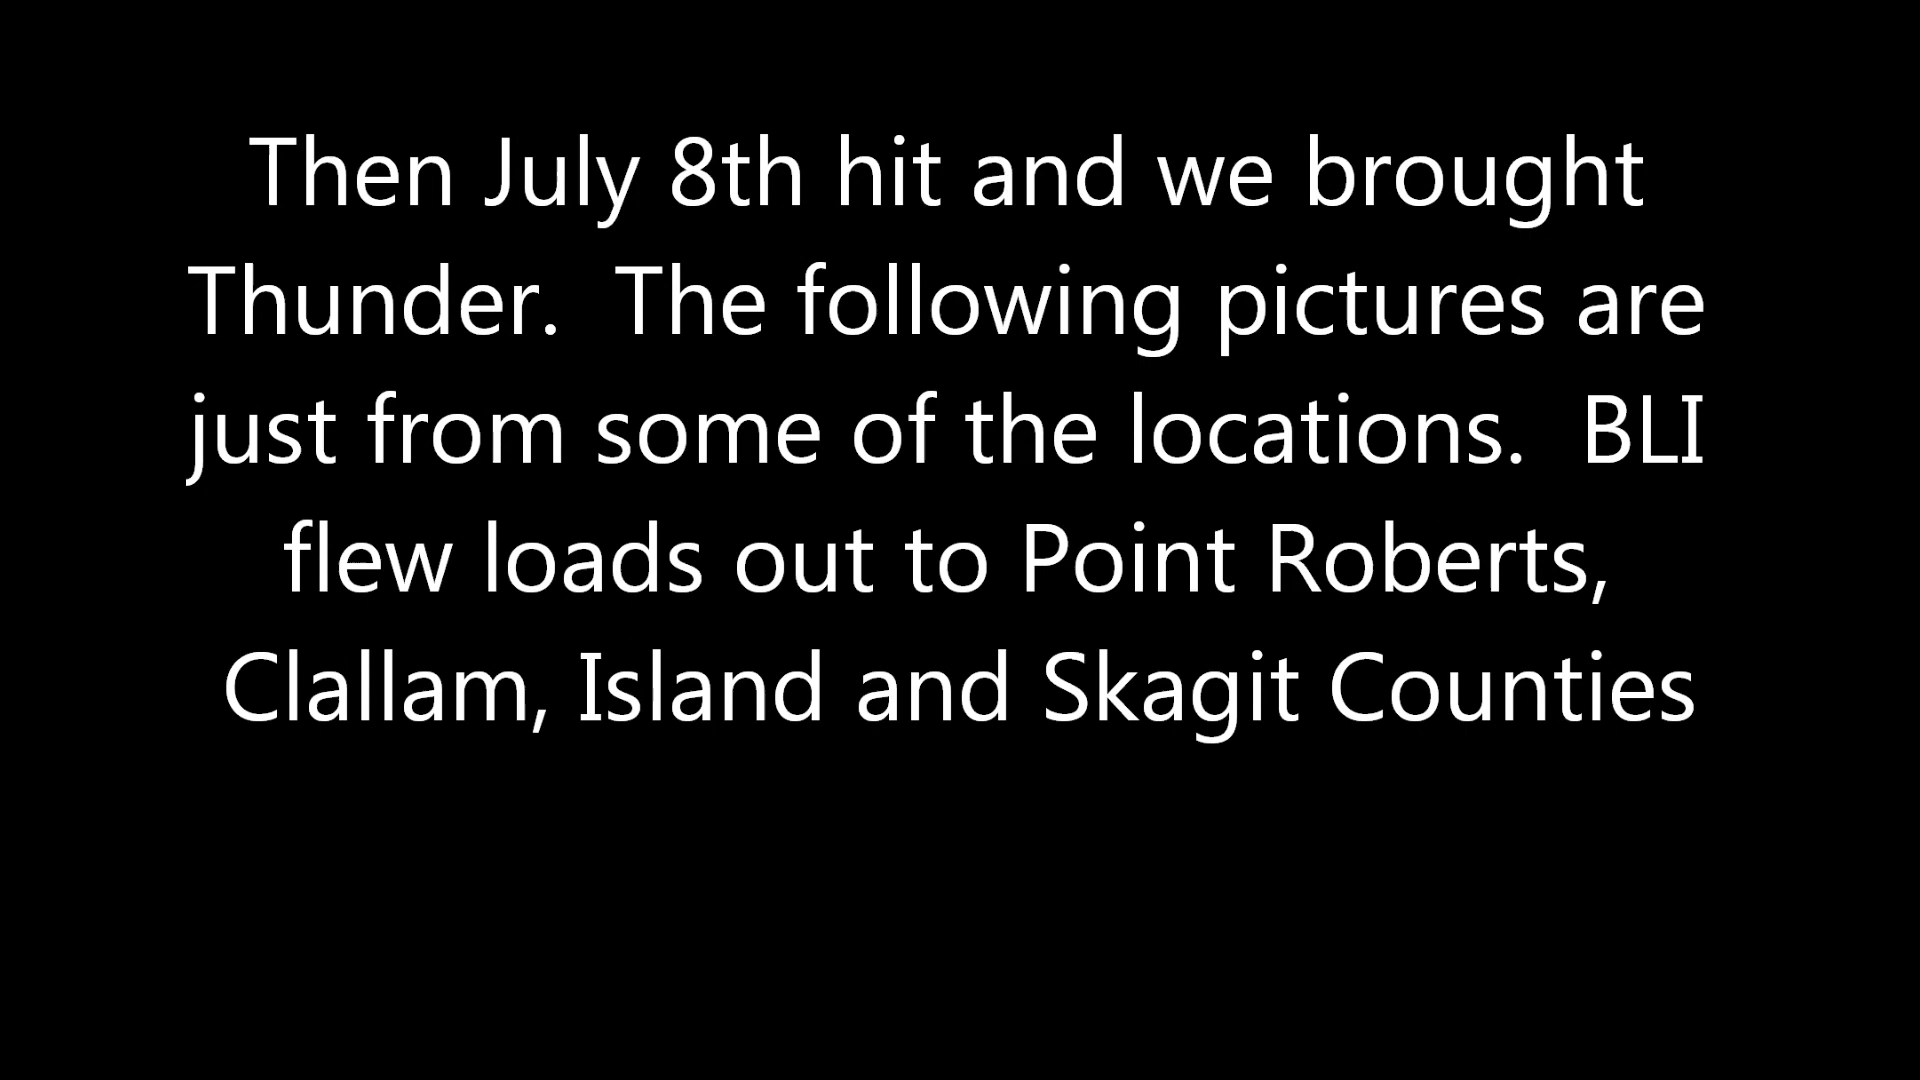 Then July 8th hit and we brought
Thunder.  The following pictures are
just from some of the locations.  BLI
flew loads out to Point Roberts,
Clallam, Island and Skagit Counties